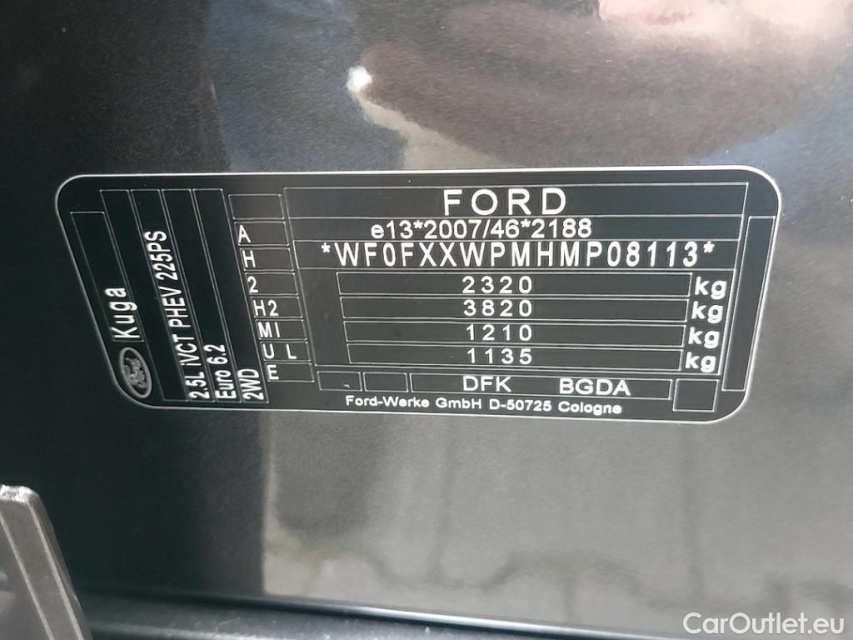 FORD
e13*2007/46*2188
*WF0FXXWPMHMP08113*
2320 kg
3820 kg
1210 kg
1135 kg
DFK BGDA
Ford-Werke GmbH D-50725 Cologne
A
H
2
H2
MI
U L
E
Ford Kuga
2.5L iVCT PHEV 225PS
Euro 6.2
2WD
CarOutlet.eu